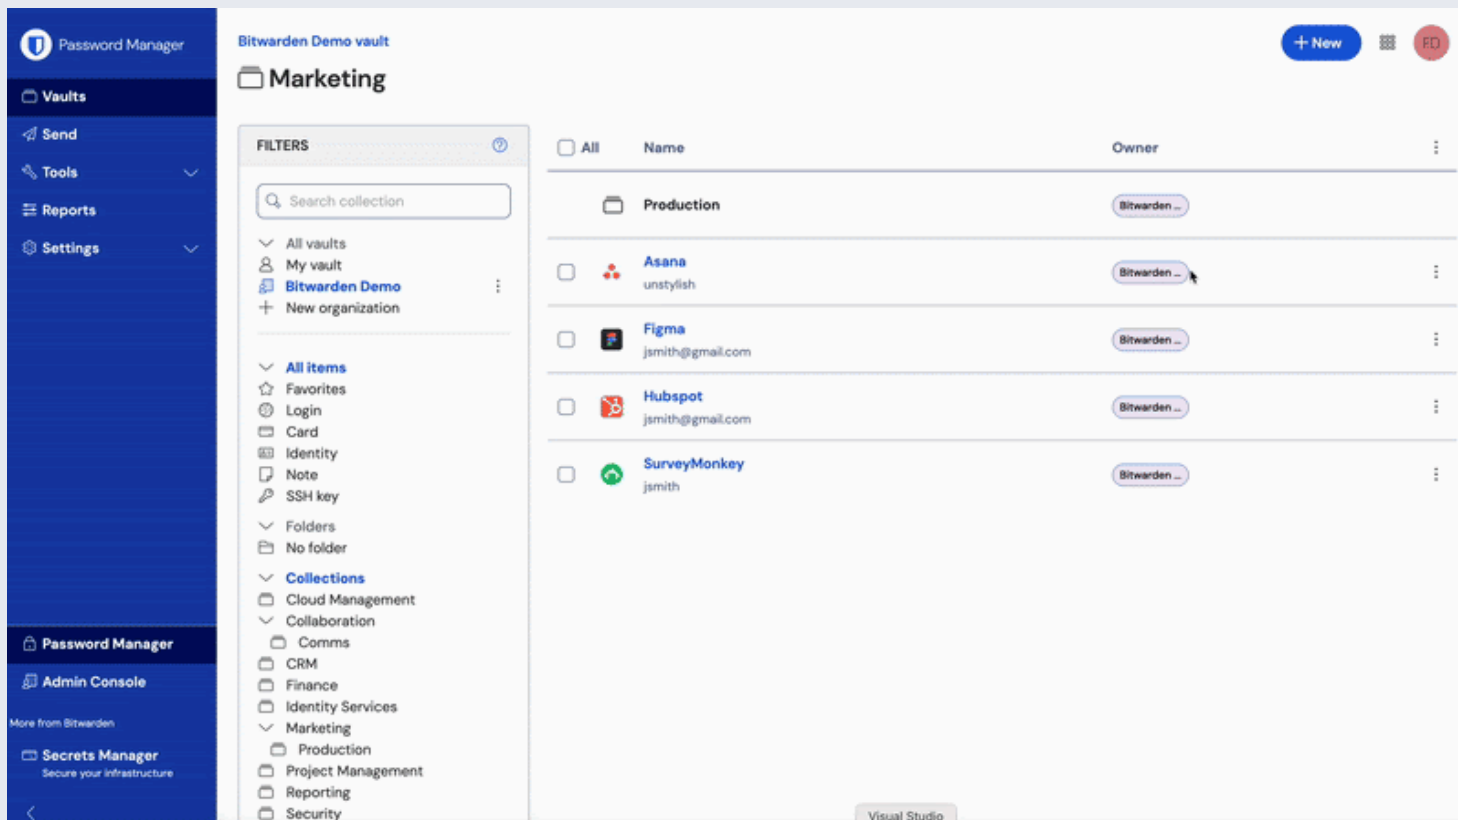 Password Manager
Vaults
Send
Tools
Reports
Settings
Password Manager
Admin Console
More from Bitwarden
Secrets Manager
Secure your infrastructure
Bitwarden Demo vault
Marketing
+ New
FD
FILTERS
Search collection
All vaults
My vault
Bitwarden Demo
New organization
All items
Favorites
Login
Card
Identity
Note
SSH key
Folders
No folder
Collections
Cloud Management
Collaboration
Comms
CRM
Finance
Identity Services
Marketing
Production
Project Management
Reporting
Security
All Name Owner
Production Bitwarden ...
Asana Bitwarden ...
unstylish
Figma Bitwarden ...
jsmith@gmail.com
Hubspot Bitwarden ...
jsmith@gmail.com
SurveyMonkey Bitwarden ...
jsmith
Visual Studio